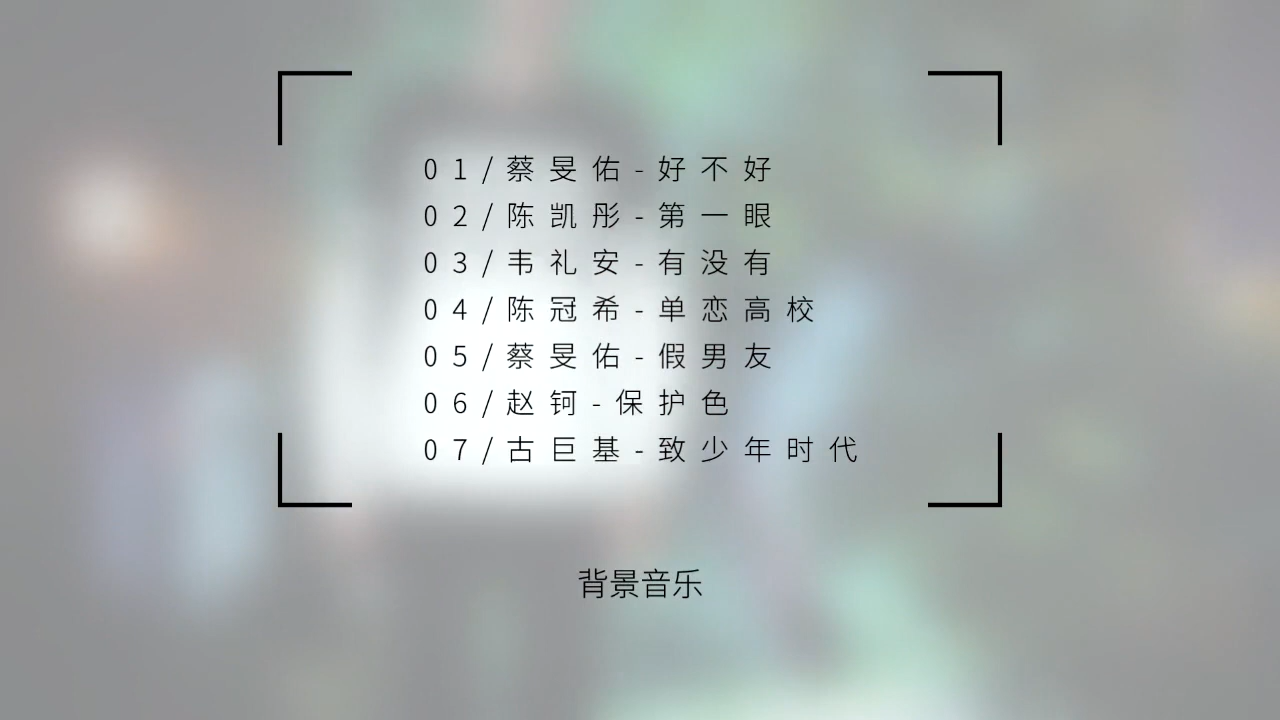 01/蔡旻佑-好不好
02/陈凯彤-第一眼
03/韦礼安-有没有
04/陈冠希-单恋高校
05/蔡旻佑-假男友
06/赵钶-保护色
07/古巨基-致少年时代
背景音乐